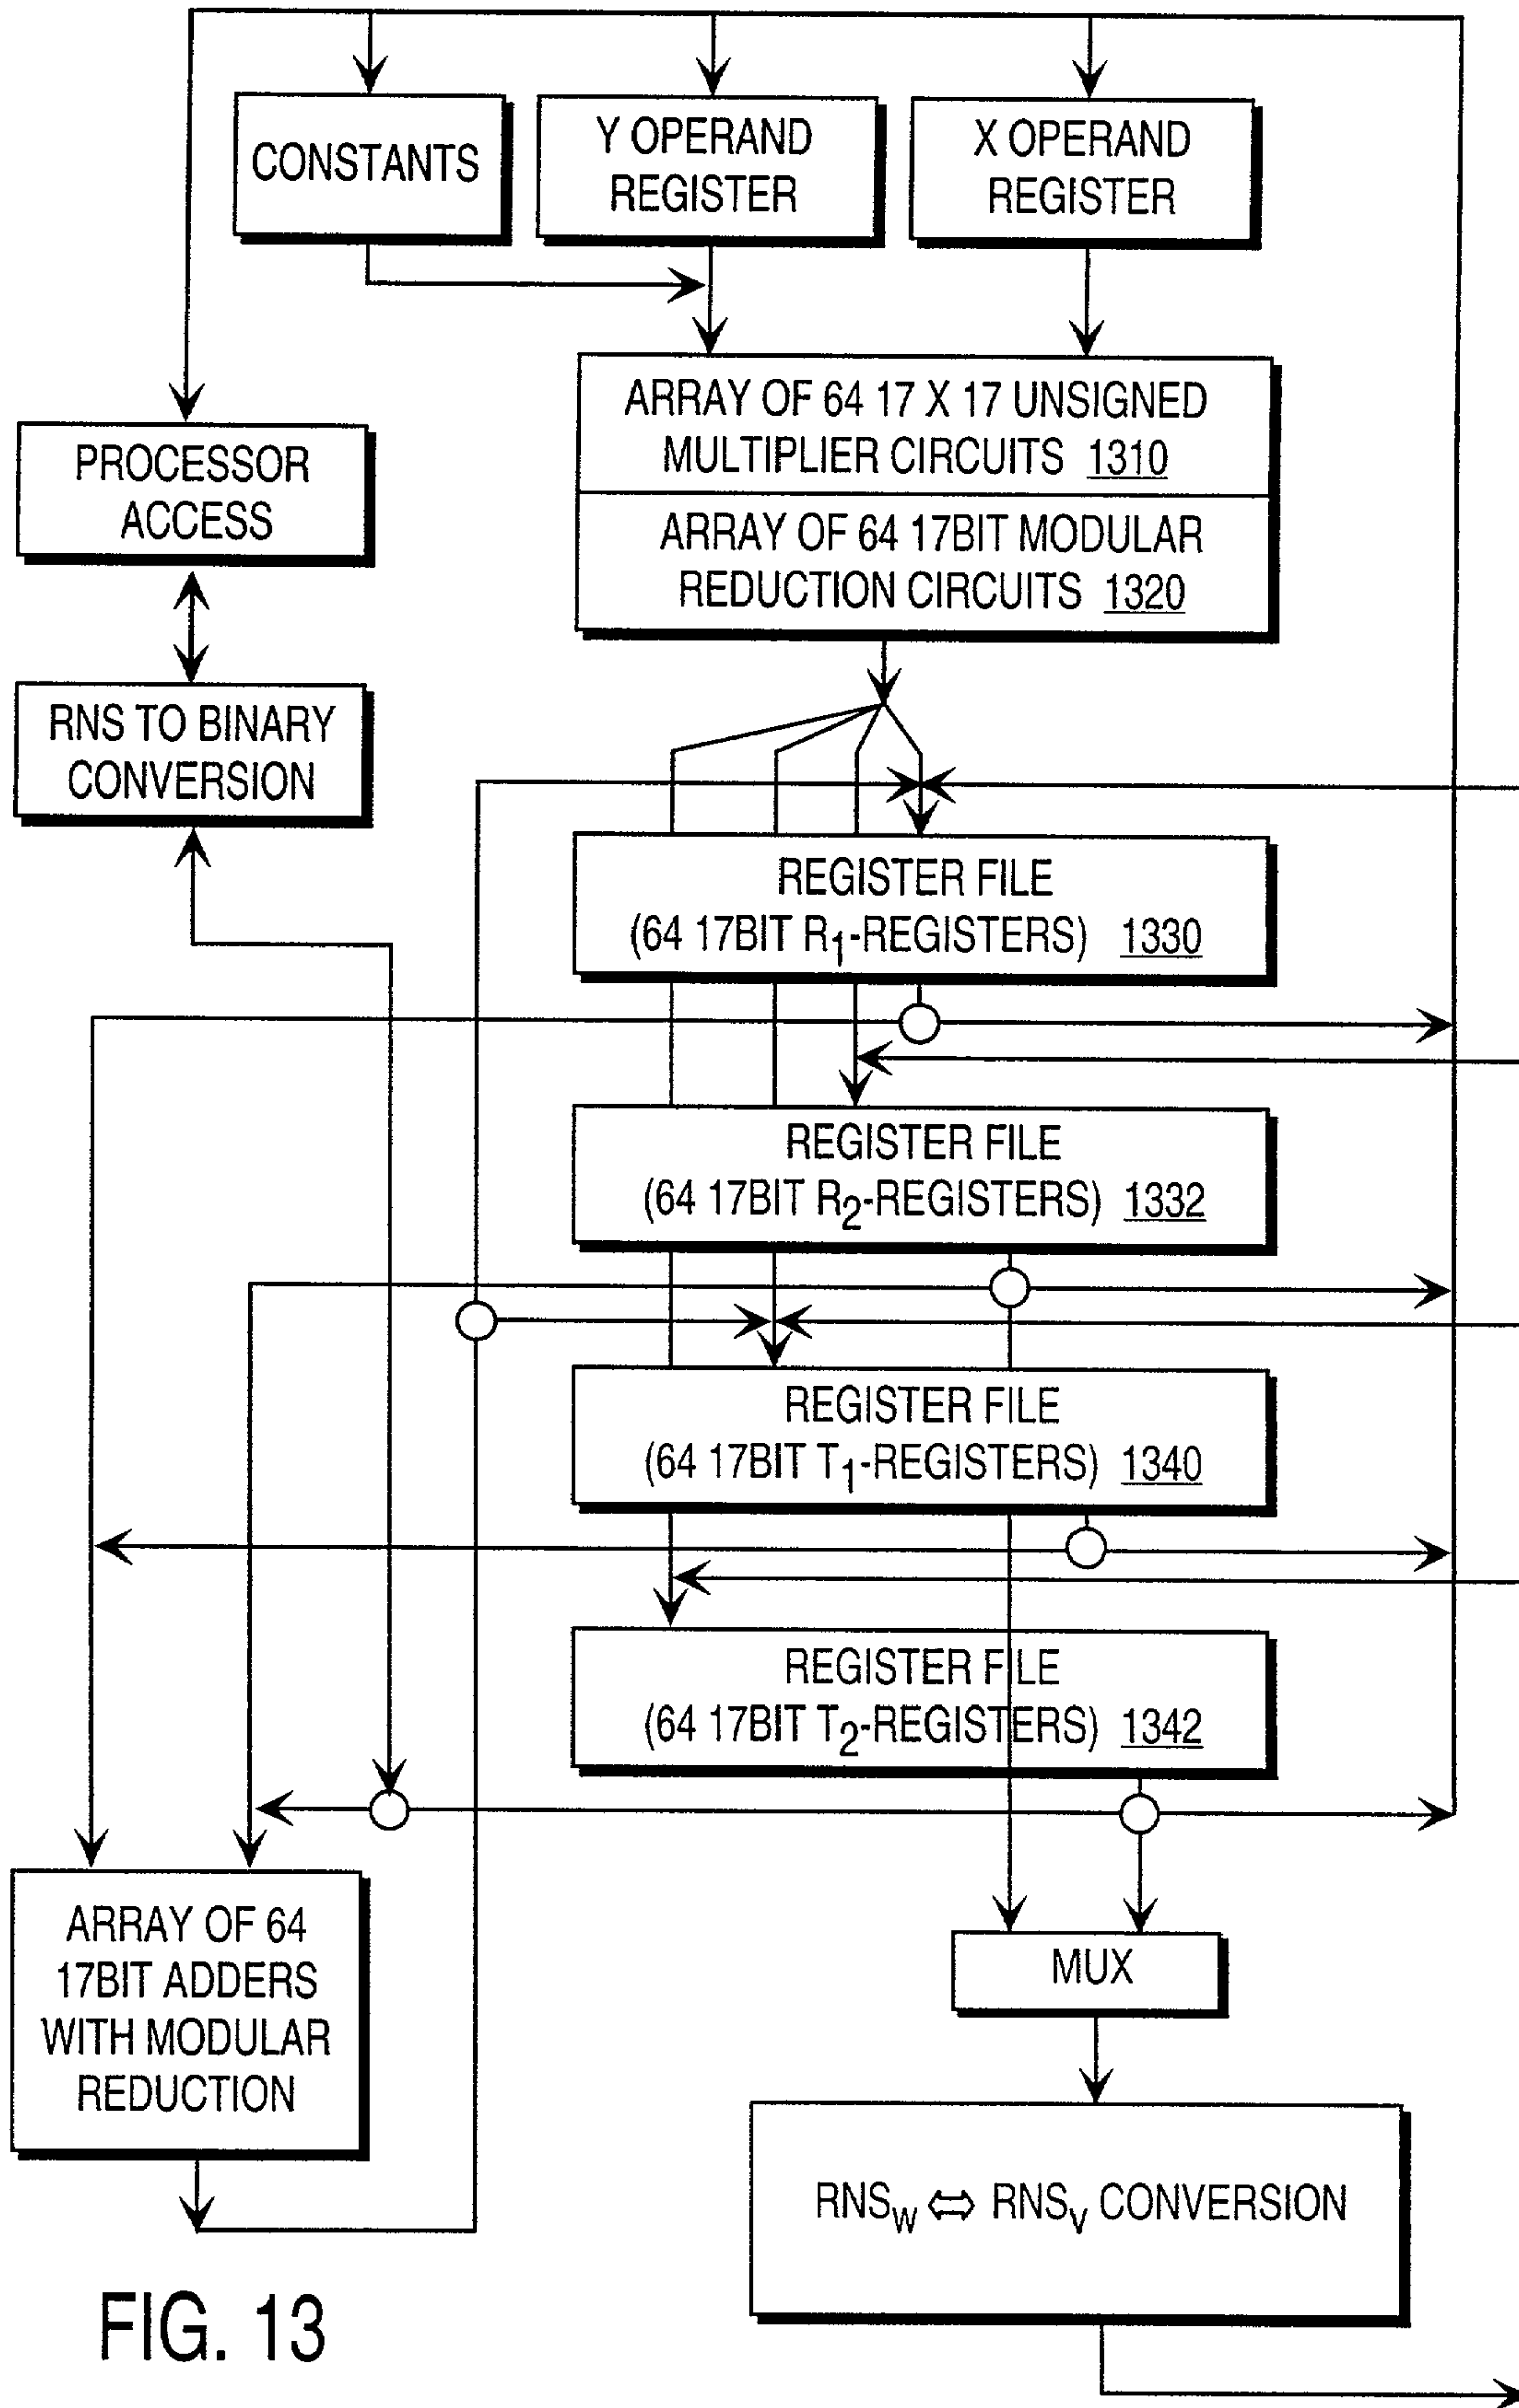 CONSTANTS
Y OPERAND
REGISTER
X OPERAND
REGISTER
ARRAY OF 64 17 X 17 UNSIGNED
MULTIPLIER CIRCUITS 1310
ARRAY OF 64 17BIT MODULAR
REDUCTION CIRCUITS 1320
PROCESSOR
ACCESS
RNS TO BINARY
CONVERSION
REGISTER FILE
(64 17BIT R1-REGISTERS) 1330
REGISTER FILE
(64 17BIT R2-REGISTERS) 1332
REGISTER FILE
(64 17BIT T1-REGISTERS) 1340
REGISTER FILE
(64 17BIT T2-REGISTERS) 1342
ARRAY OF 64
17BIT ADDERS
WITH MODULAR
REDUCTION
MUX
RNSW ⇔ RNSV CONVERSION
FIG. 13